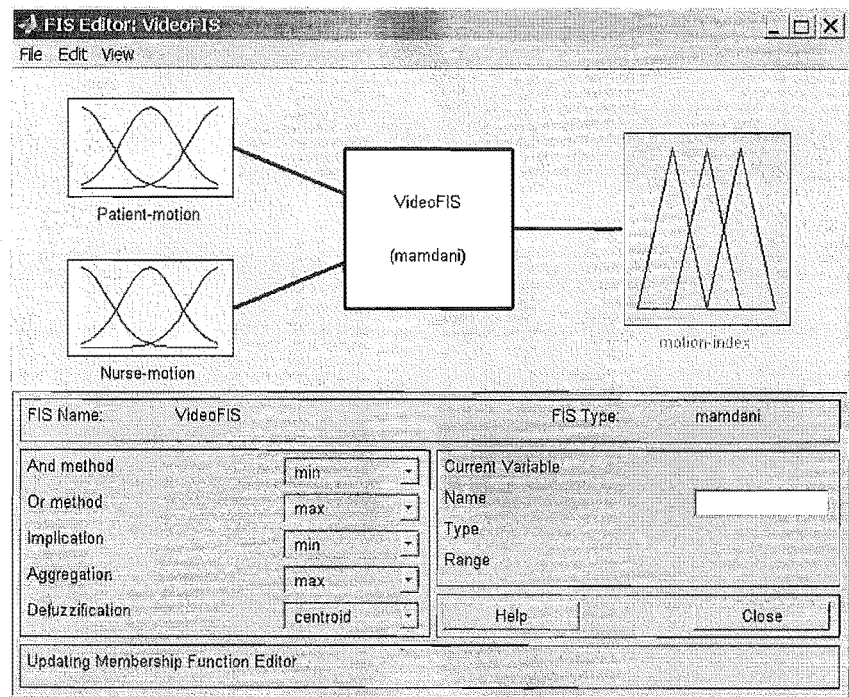 FIS Editor: VideoFIS
File Edit View
Patient-motion
Nurse-motion
VideoFIS
(mamdani)
motion-index
FIS Name: VideoFIS FIS Type: mamdani
And method min
Or method max
Implication min
Aggregation max
Defuzzification centroid
Current Variable
Name
Type
Range
Help Close
Updating Membership Function Editor